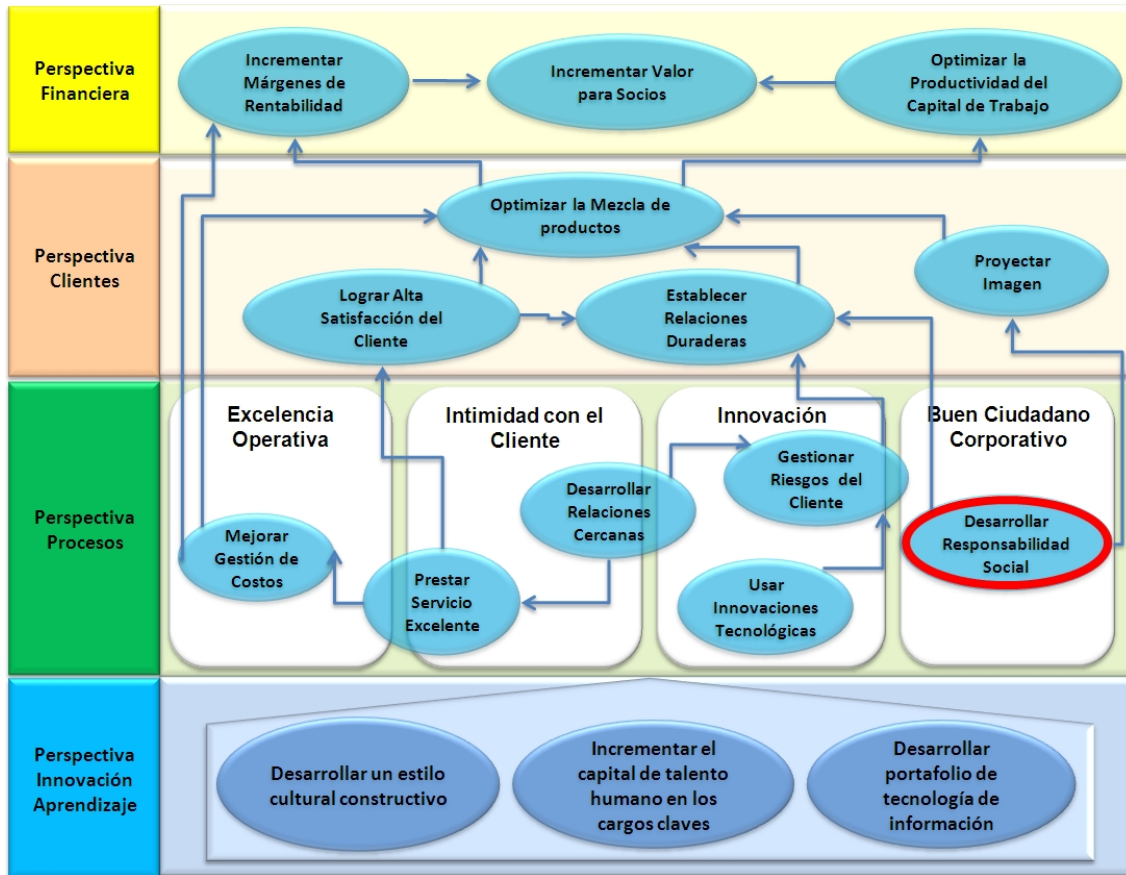 Perspectiva
Financiera
Incrementar
Márgenes de
Rentabilidad
Incrementar Valor
para Socios
Optimizar la
Productividad del
Capital de Trabajo
Perspectiva
Clientes
Optimizar la Mezcla de
productos
Proyectar
Imagen
Lograr Alta
Satisfacción del
Cliente
Establecer
Relaciones
Duraderas
Perspectiva
Procesos
Excelencia
Operativa
Mejorar
Gestión de
Costos
Intimidad con el
Cliente
Desarrollar
Relaciones
Cercanas
Prestar
Servicio
Excelente
Innovación
Gestionar
Riesgos del
Cliente
Usar
Innovaciones
Tecnológicas
Buen Ciudadano
Corporativo
Desarrollar
Responsabilidad
Social
Perspectiva
Innovación
Aprendizaje
Desarrollar un estilo
cultural constructivo
Incrementar el
capital de talento
humano en los
cargos claves
Desarrollar
portafolio de
tecnología de
información